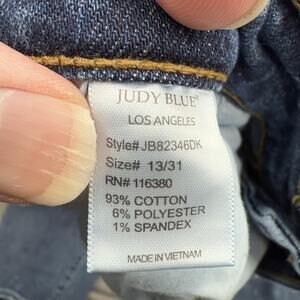 JUDY BLUE®
LOS ANGELES
Style# JB82346DK
Size# 13/31
RN# 116380
93% COTTON
6% POLYESTER
1% SPANDEX
MADE IN VIETNAM